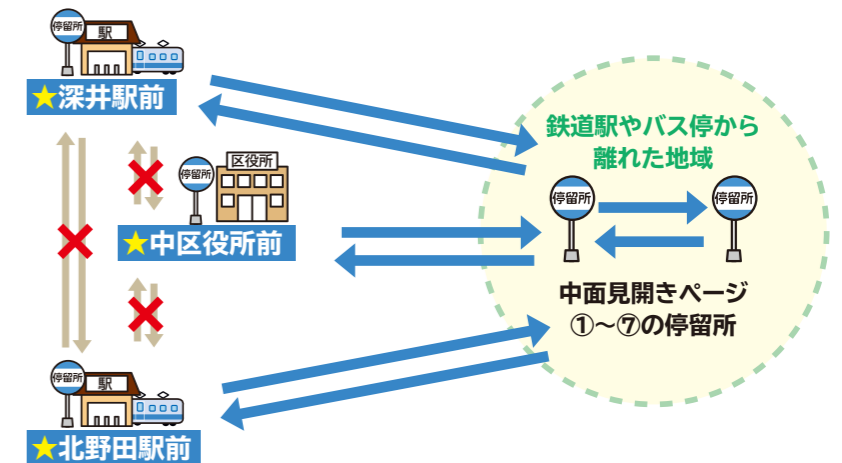 停留所
駅
★深井駅前
停留所
区役所
★中区役所前
停留所
駅
★北野田駅前
鉄道駅やバス停から
離れた地域
停留所
停留所
中面見開きページ
①～⑦の停留所